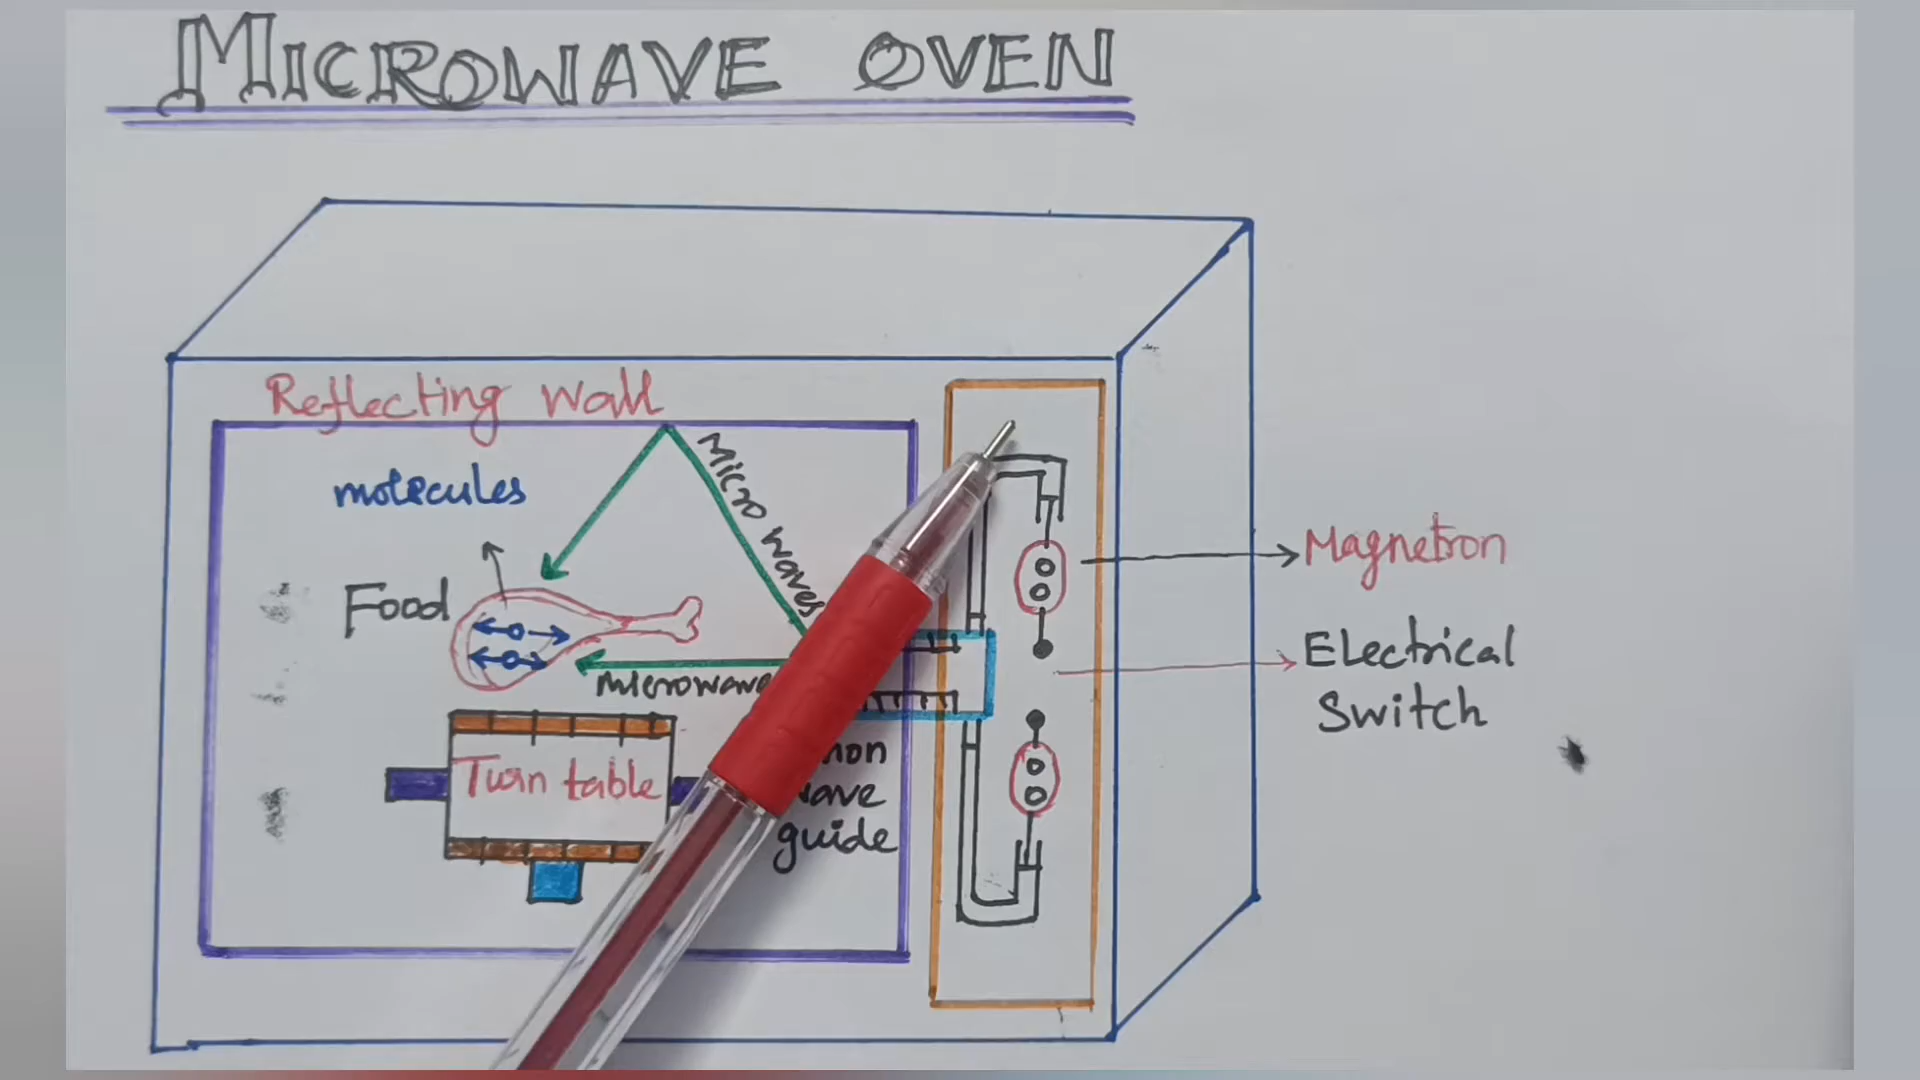 MICROWAVE OVEN
Reflecting wall
molecules
Micro waves
Food
Magnetron
Electrical
Switch
Turn table
guide